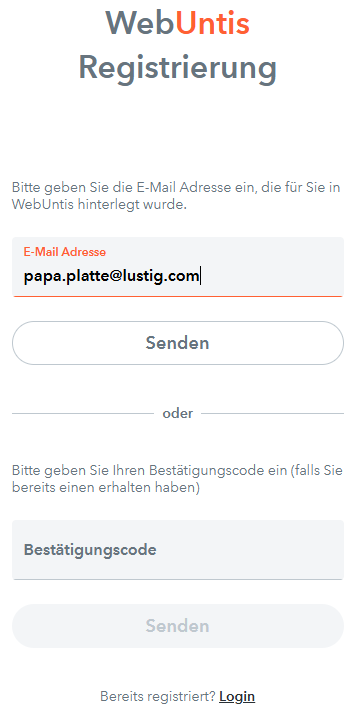 WebUntis
Registrierung
Bitte geben Sie die E-Mail Adresse ein, die für Sie in
WebUntis hinterlegt wurde.
E-Mail Adresse
papa.platte@lustig.com
Senden
oder
Bitte geben Sie Ihren Bestätigungscode ein (falls Sie
bereits einen erhalten haben)
Bestätigungscode
Senden
Bereits registriert? Login